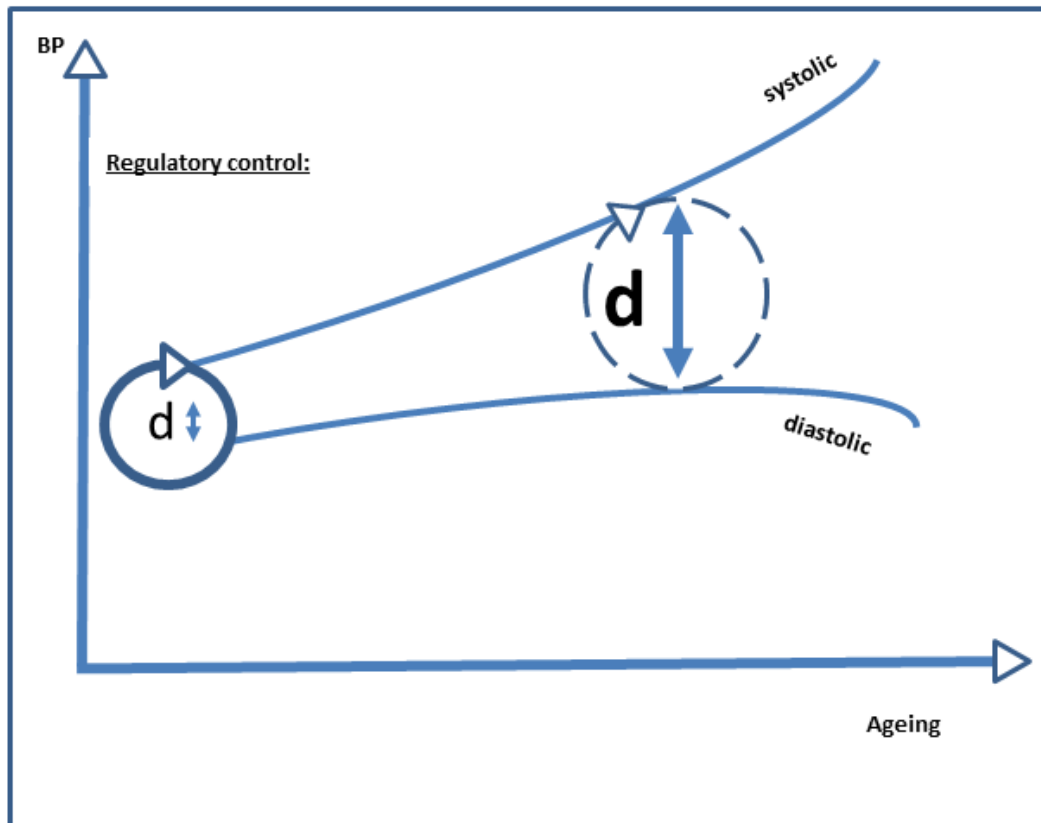 BP
systolic
Regulatory control:
d
d
diastolic
Ageing